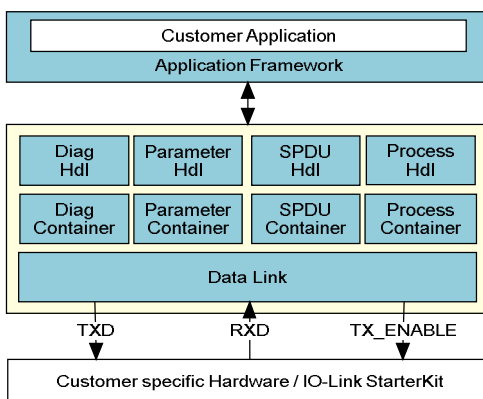 Customer Application
Application Framework
Diag
Hdl
Parameter
Hdl
SPDU
Hdl
Process
Hdl
Diag
Container
Parameter
Container
SPDU
Container
Process
Container
Data Link
TXD
RXD
TX_ENABLE
Customer specific Hardware / IO-Link StarterKit